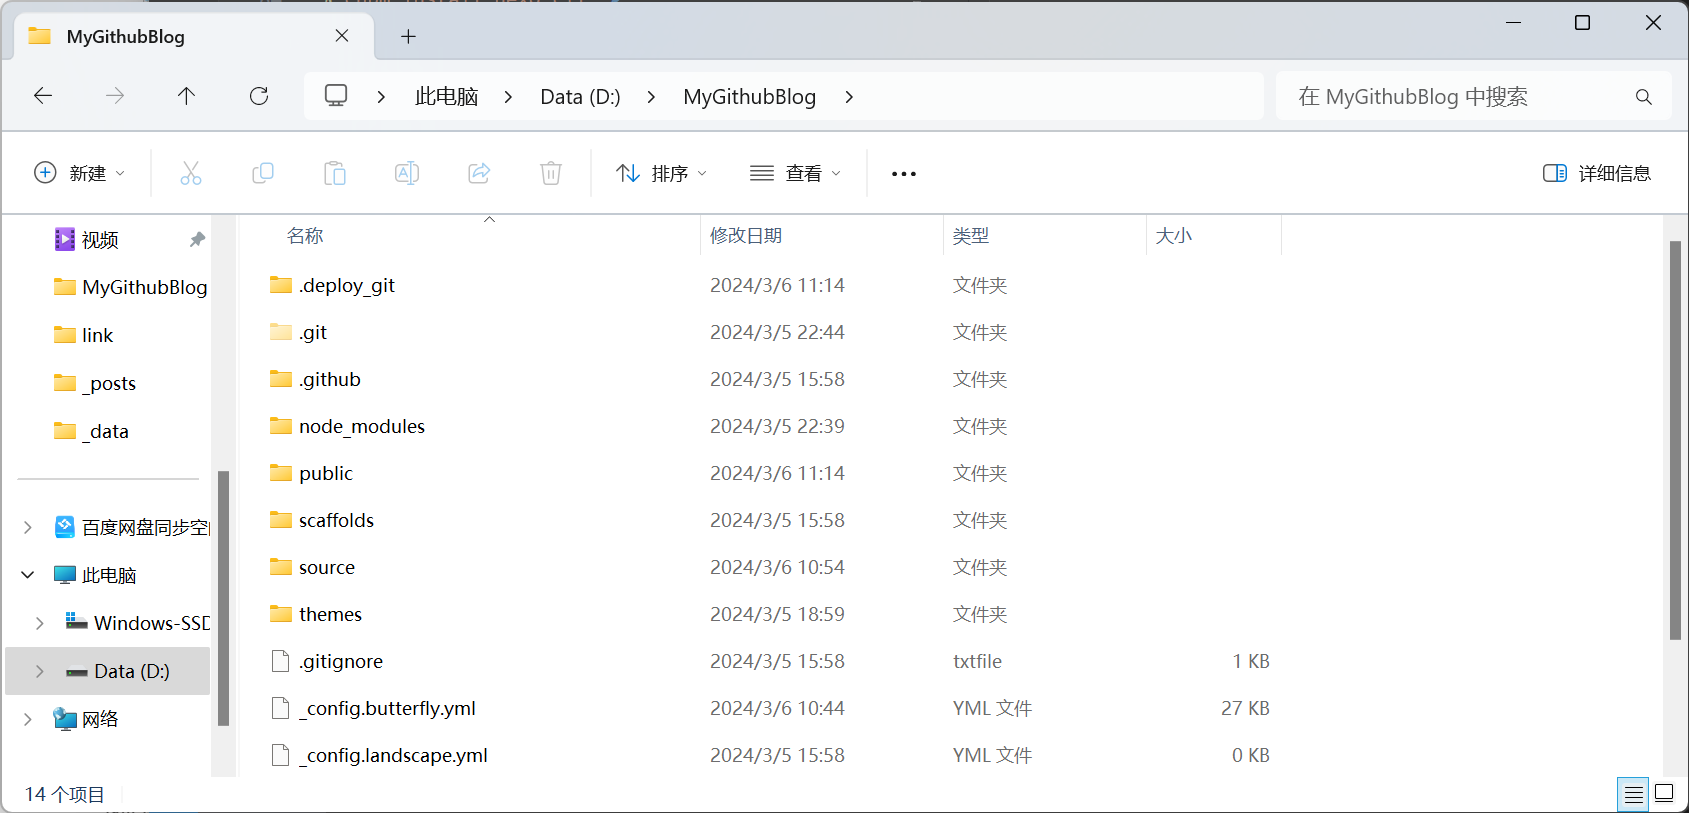 MyGithubBlog
此电脑 Data (D:) MyGithubBlog
在 MyGithubBlog 中搜索
新建 排序 查看 详细信息
视频
MyGithubBlog
link
_posts
_data
百度网盘同步空
此电脑
Windows-SSD
Data (D:)
网络
名称 修改日期 类型 大小
.deploy_git 2024/3/6 11:14 文件夹
.git 2024/3/5 22:44 文件夹
.github 2024/3/5 15:58 文件夹
node_modules 2024/3/5 22:39 文件夹
public 2024/3/6 11:14 文件夹
scaffolds 2024/3/5 15:58 文件夹
source 2024/3/6 10:54 文件夹
themes 2024/3/5 18:59 文件夹
.gitignore 2024/3/5 15:58 txtfile 1 KB
_config.butterfly.yml 2024/3/6 10:44 YML 文件 27 KB
_config.landscape.yml 2024/3/5 15:58 YML 文件 0 KB
14 个项目